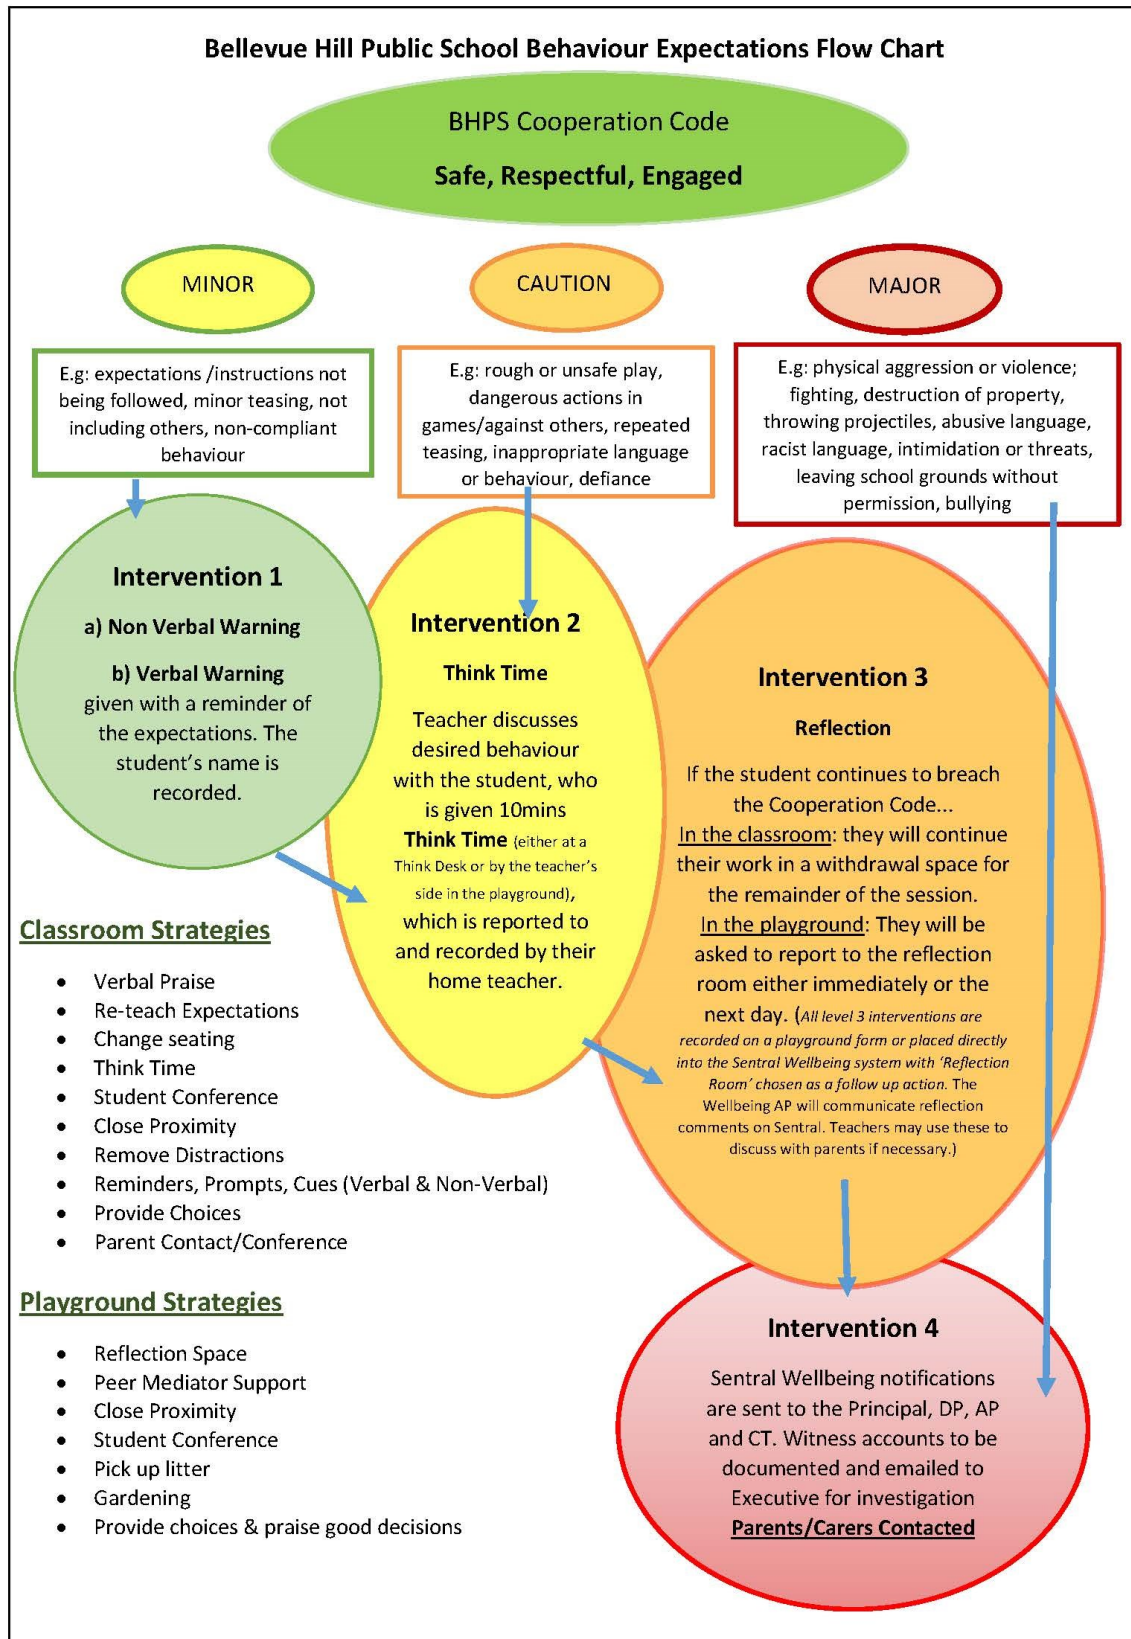 Bellevue Hill Public School Behaviour Expectations Flow Chart
BHPS Cooperation Code
Safe, Respectful, Engaged
MINOR
CAUTION
MAJOR
E.g: expectations /instructions not
being followed, minor teasing, not
including others, non-compliant
behaviour
E.g: rough or unsafe play,
dangerous actions in
games/against others, repeated
teasing, inappropriate language
or behaviour, defiance
E.g: physical aggression or violence;
fighting, destruction of property,
throwing projectiles, abusive language,
racist language, intimidation or threats,
leaving school grounds without
permission, bullying
Intervention 1
a) Non Verbal Warning
b) Verbal Warning
given with a reminder of
the expectations. The
student's name is
recorded.
Intervention 2
Think Time
Teacher discusses
desired behaviour
with the student, who
is given 10mins
Think Time (either at a
Think Desk or by the teacher's
side in the playground),
which is reported to
and recorded by their
home teacher.
Intervention 3
Reflection
If the student continues to breach
the Cooperation Code...
In the classroom: they will continue
their work in a withdrawal space for
the remainder of the session.
In the playground: They will be
asked to report to the reflection
room either immediately or the
next day. (All level 3 interventions are
recorded on a playground form or placed directly
into the Sentral Wellbeing system with 'Reflection
Room' chosen as a follow up action. The
Wellbeing AP will communicate reflection
comments on Sentral. Teachers may use these to
discuss with parents if necessary.)
Classroom Strategies
• Verbal Praise
• Re-teach Expectations
• Change seating
• Think Time
• Student Conference
• Close Proximity
• Remove Distractions
• Reminders, Prompts, Cues (Verbal & Non-Verbal)
• Provide Choices
• Parent Contact/Conference
Playground Strategies
• Reflection Space
• Peer Mediator Support
• Close Proximity
• Student Conference
• Pick up litter
• Gardening
• Provide choices & praise good decisions
Intervention 4
Sentral Wellbeing notifications
are sent to the Principal, DP, AP
and CT. Witness accounts to be
documented and emailed to
Executive for investigation
Parents/Carers Contacted